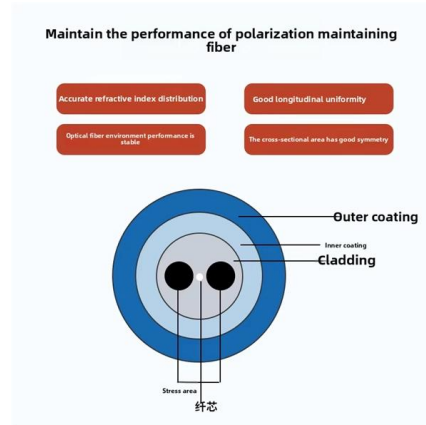 Maintain the performance of polarization maintaining
fiber
Accurate refractive index distribution
Good longitudinal uniformity
Optical fiber environment performance is
stable
The cross-sectional area has good symmetry
Outer coating
Inner coating
Cladding
Stress area
纤芯